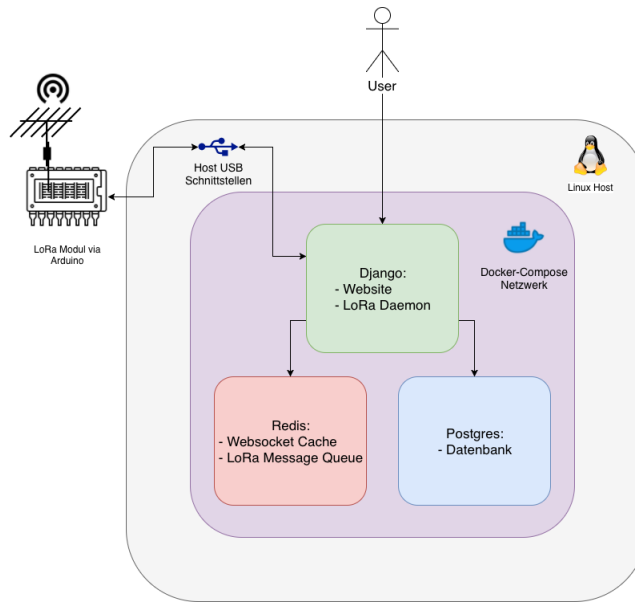 User
Host USB
Schnittstellen
Linux Host
LoRa Modul via
Arduino
Docker-Compose
Netzwerk
Django:
- Website
- LoRa Daemon
Redis:
- Websocket Cache
- LoRa Message Queue
Postgres:
- Datenbank